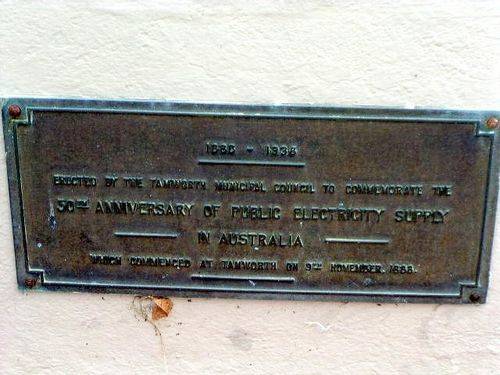 1888 - 1938
ERECTED BY THE TAMWORTH MUNICIPAL COUNCIL TO COMMEMORATE THE
50TH ANNIVERSARY OF PUBLIC ELECTRICITY SUPPLY
IN AUSTRALIA
WHICH COMMENCED AT TAMWORTH ON 9TH NOVEMBER, 1888.